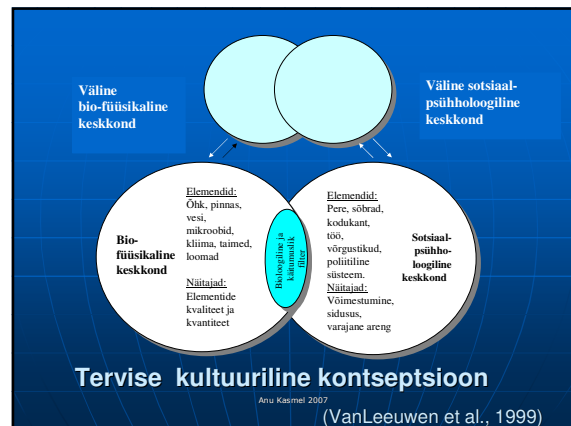 Väline
bio-füüsikaline
keskkond
Väline sotsiaal-
psühholoogiline
keskkond
Bio-
füüsikaline
keskkond
Elemendid:
Õhk, pinnas,
vesi,
mikroobid,
kliima, taimed,
loomad
Näitajad:
Elementide
kvaliteet ja
kvantiteet
Bioloogiline ja
käitumuslik
filter
Elemendid:
Pere, sõbrad,
kodukant,
töö,
võrgustikud,
poliitiline
süsteem.
Näitajad:
Võimestumine,
sidusus,
varajane areng
Sotsiaal-
psühho-
loogiline
keskkond
Tervise kultuuriline kontseptsioon
Anu Kasmel 2007
(VanLeeuwen et al., 1999)